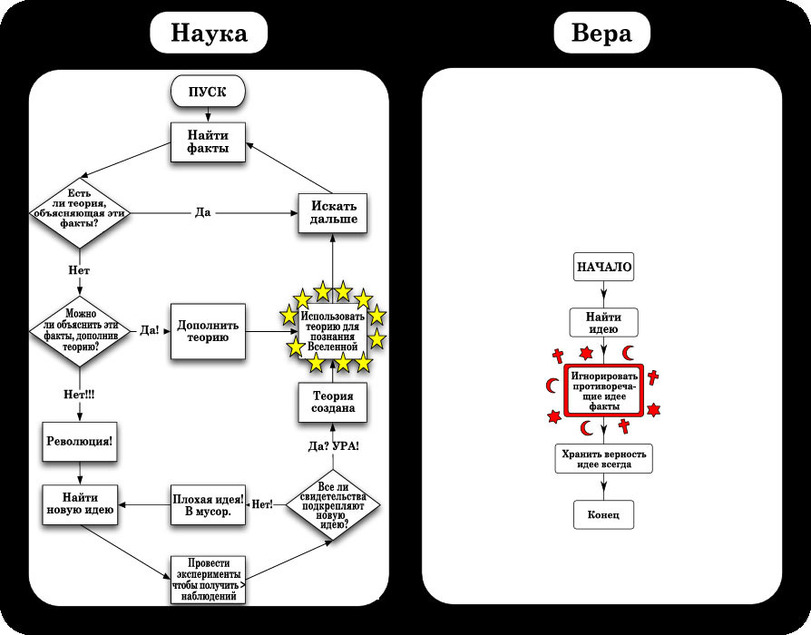 Наука
ПУСК
Найти
факты
Есть
ли теория,
объясняющая эти
факты?
Да
Искать
дальше
Нет
Можно
ли объяснить эти
факты, дополнив
теорию?
Да!
Дополнить
теорию
Использовать
теорию для
познания
Вселенной
Нет!!!
Теория
создана
Революция!
Да? УРА!
Найти
новую идею
Плохая идея!
В мусор.
Нет!
Все ли
свидетельства
подкрепляют
новую
идею?
Провести
эксперименты
чтобы получить >
наблюдений
Вера
НАЧАЛО
Найти
идею
Игнорировать
противореча-
щие идее
факты
Хранить верность
идее всегда
Конец